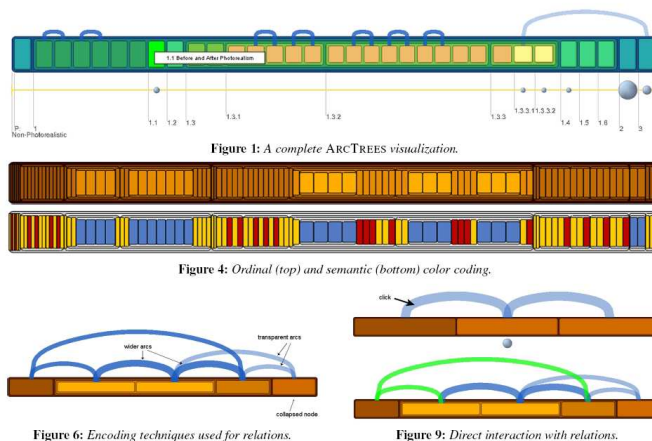 1.1 Before and After Photorealism
P.
Non-Photorealistic
1
1.1
1.2
1.3
1.3.1
1.3.2
1.3.3
1.3.3.1
1.3.3.2
1.4
1.5
1.6
2
3
Figure 1: A complete ARCTREES visualization.
Figure 4: Ordinal (top) and semantic (bottom) color coding.
wider arcs
transparent arcs
collapsed node
Figure 6: Encoding techniques used for relations.
click
Figure 9: Direct interaction with relations.